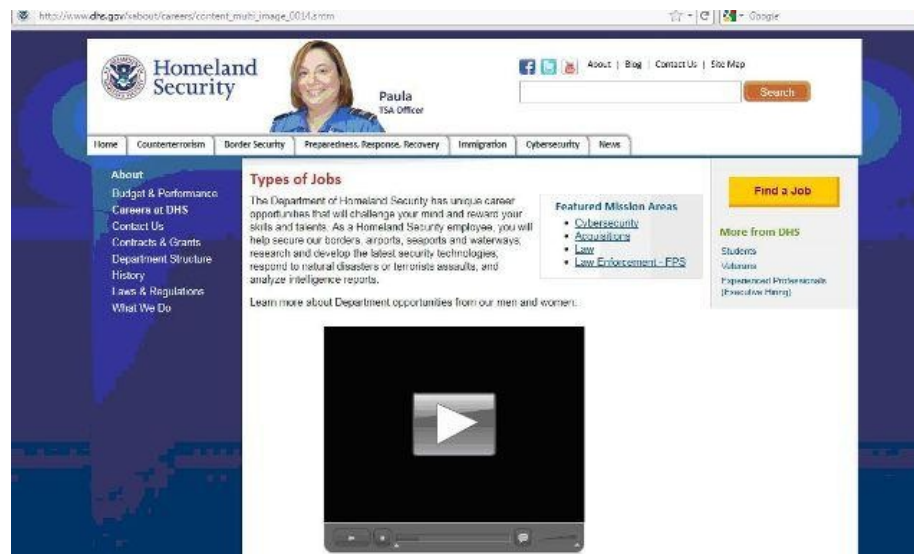 http://www.dhs.gov/xabout/careers/content_multi_image_0014.shtm
Google
Homeland
Security
Paula
TSA Officer
About | Blog | Contact Us | Site Map
Search
Home
Counterterrorism
Border Security
Preparedness, Response, Recovery
Immigration
Cybersecurity
News
About
Budget & Performance
Careers at DHS
Contact Us
Contracts & Grants
Department Structure
History
Laws & Regulations
What We Do
Types of Jobs
The Department of Homeland Security has unique career
opportunities that will challenge your mind and reward your
skills and talents. As a Homeland Security employee, you will
help secure our borders, airports, seaports and waterways;
research and develop the latest security technologies;
respond to natural disasters or terrorists assaults; and
analyze intelligence reports.
Learn more about Department opportunities from our men and women:
Featured Mission Areas
Cybersecurity
Acquisitions
Law
Law Enforcement - FPS
Find a Job
More from DHS
Students
Veterans
Experienced Professionals
(Executive Hiring)